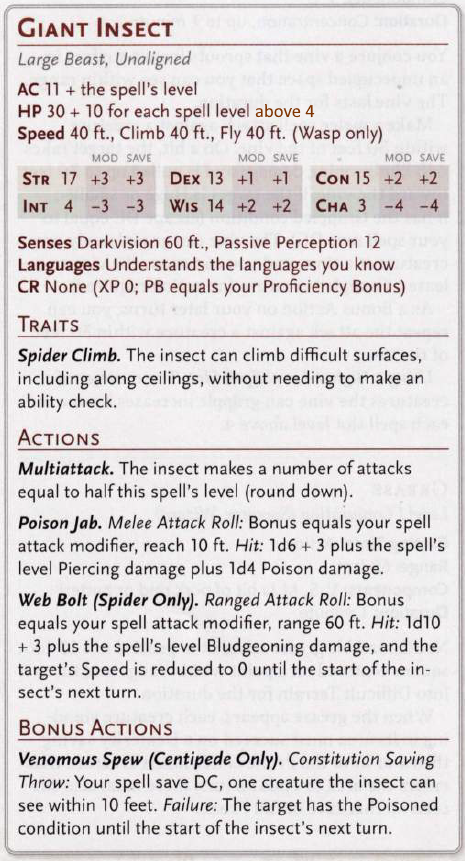 GIANT INSECT
Large Beast, Unaligned
AC 11 + the spell's level
HP 30 + 10 for each spell level above 4
Speed 40 ft., Climb 40 ft., Fly 40 ft. (Wasp only)
MOD SAVE MOD SAVE MOD SAVE
STR 17 +3 +3 DEX 13 +1 +1 CON 15 +2 +2
INT 4 −3 −3 WIS 14 +2 +2 CHA 3 −4 −4
Senses Darkvision 60 ft., Passive Perception 12
Languages Understands the languages you know
CR None (XP 0; PB equals your Proficiency Bonus)
TRAITS
Spider Climb. The insect can climb difficult surfaces,
including along ceilings, without needing to make an
ability check.
ACTIONS
Multiattack. The insect makes a number of attacks
equal to half this spell's level (round down).
Poison Jab. Melee Attack Roll: Bonus equals your spell
attack modifier, reach 10 ft. Hit: 1d6 + 3 plus the spell's
level Piercing damage plus 1d4 Poison damage.
Web Bolt (Spider Only). Ranged Attack Roll: Bonus
equals your spell attack modifier, range 60 ft. Hit: 1d10
+ 3 plus the spell's level Bludgeoning damage, and the
target's Speed is reduced to 0 until the start of the in-
sect's next turn.
BONUS ACTIONS
Venomous Spew (Centipede Only). Constitution Saving
Throw: Your spell save DC, one creature the insect can
see within 10 feet. Failure: The target has the Poisoned
condition until the start of the insect's next turn.